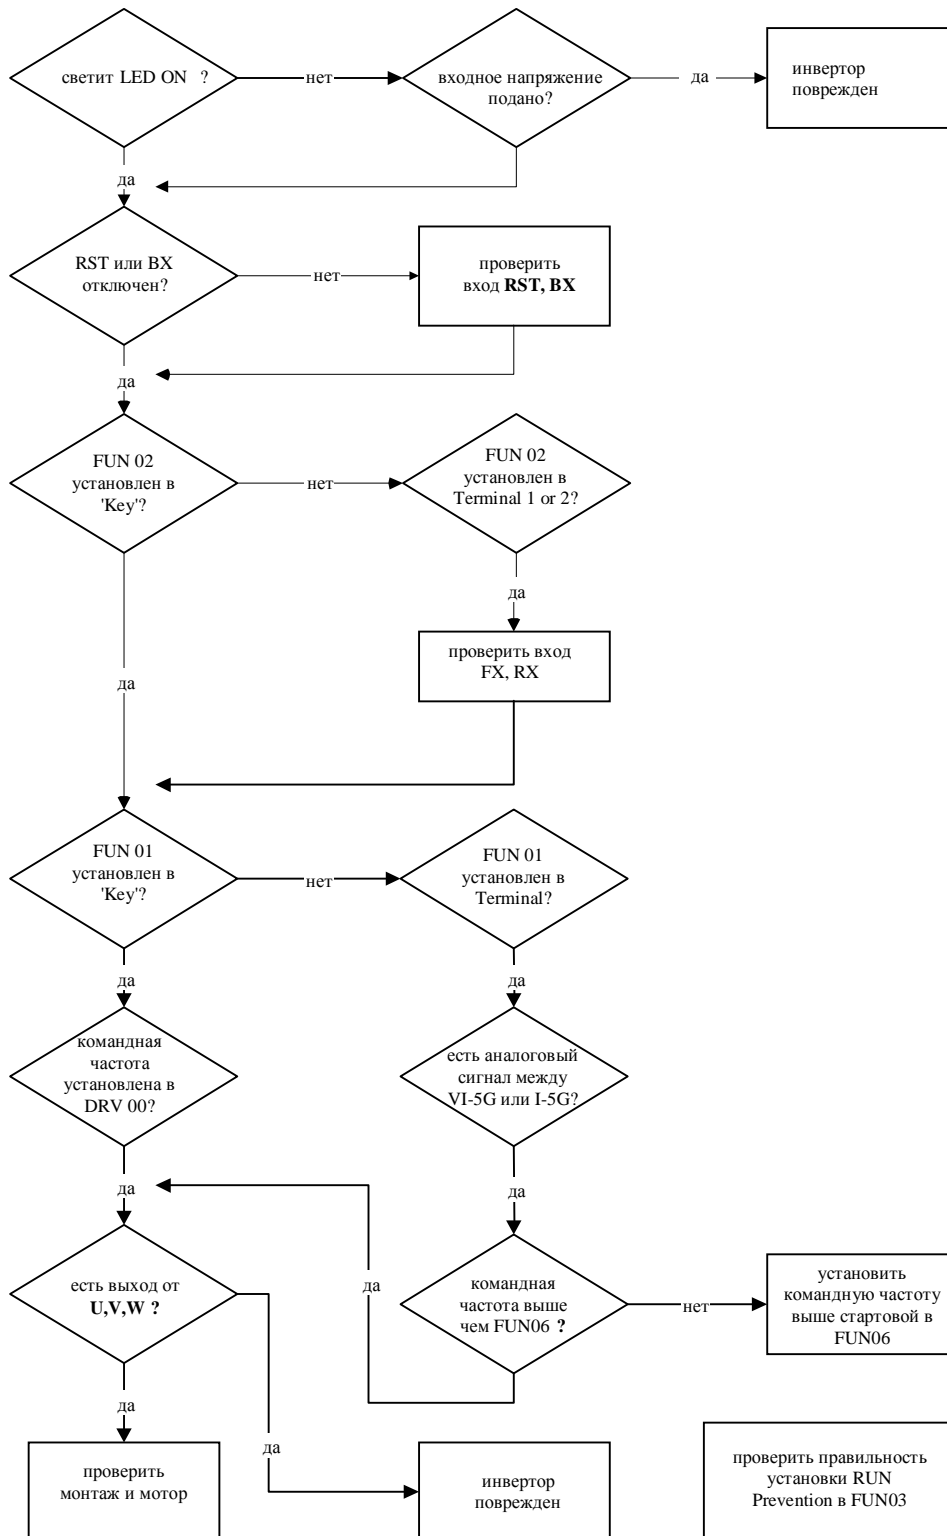 светит LED ON ?
нет
входное напряжение
подано?
да
инвертор
поврежден
да
RST или BX
отключен?
нет
проверить
вход RST, BX
да
FUN 02
установлен в
'Key'?
нет
FUN 02
установлен в
Terminal 1 or 2?
да
проверить вход
FX, RX
да
FUN 01
установлен в
'Key'?
нет
FUN 01
установлен в
Terminal?
да
да
командная
частота
установлена в
DRV 00?
есть аналоговый
сигнал между
VI-5G или I-5G?
да
да
есть выход от
U,V,W ?
да
командная
частота выше
чем FUN06 ?
нет
установить
командную частоту
выше стартовой в
FUN06
да
да
проверить
монтаж и мотор
инвертор
поврежден
проверить правильность
установки RUN
Prevention в FUN03